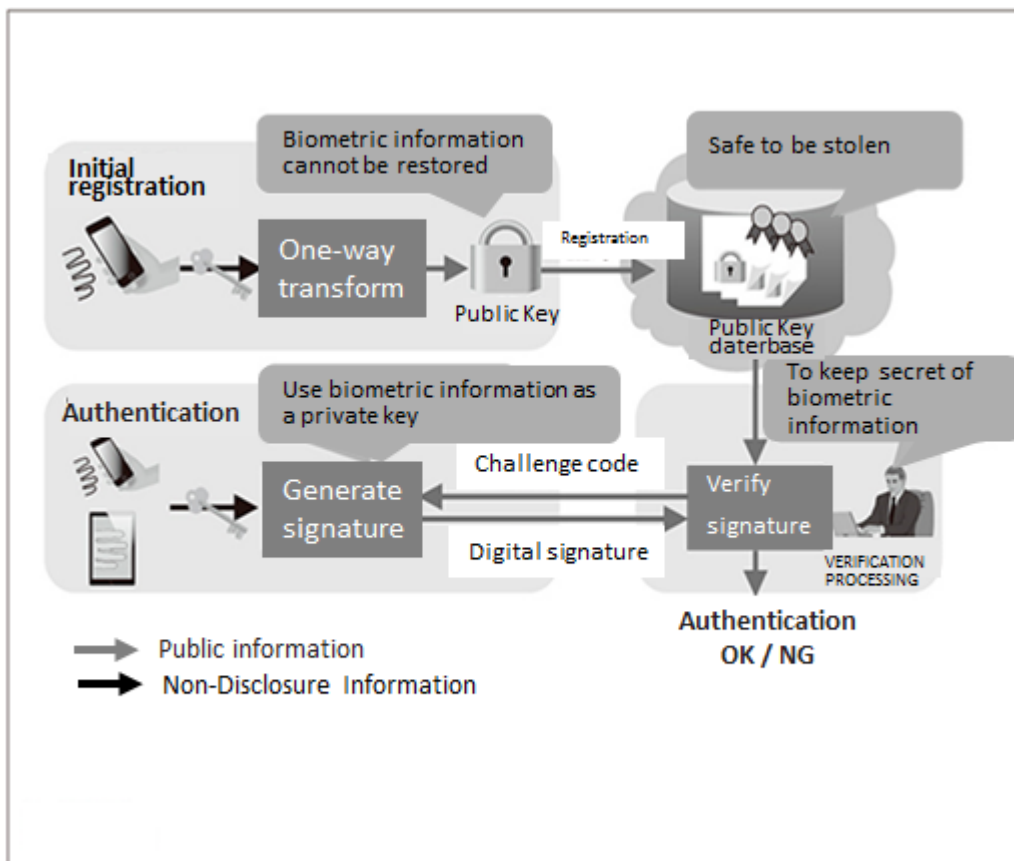 Biometric information
cannot be restored
Safe to be stolen
Initial
registration
One-way
transform
Public Key
Registration
Public Key
daterbase
Authentication
Use biometric information as
a private key
To keep secret of
biometric
information
Generate
signature
Challenge code
Digital signature
Verify
signature
VERIFICATION
PROCESSING
Authentication
OK / NG
Public information
Non-Disclosure Information